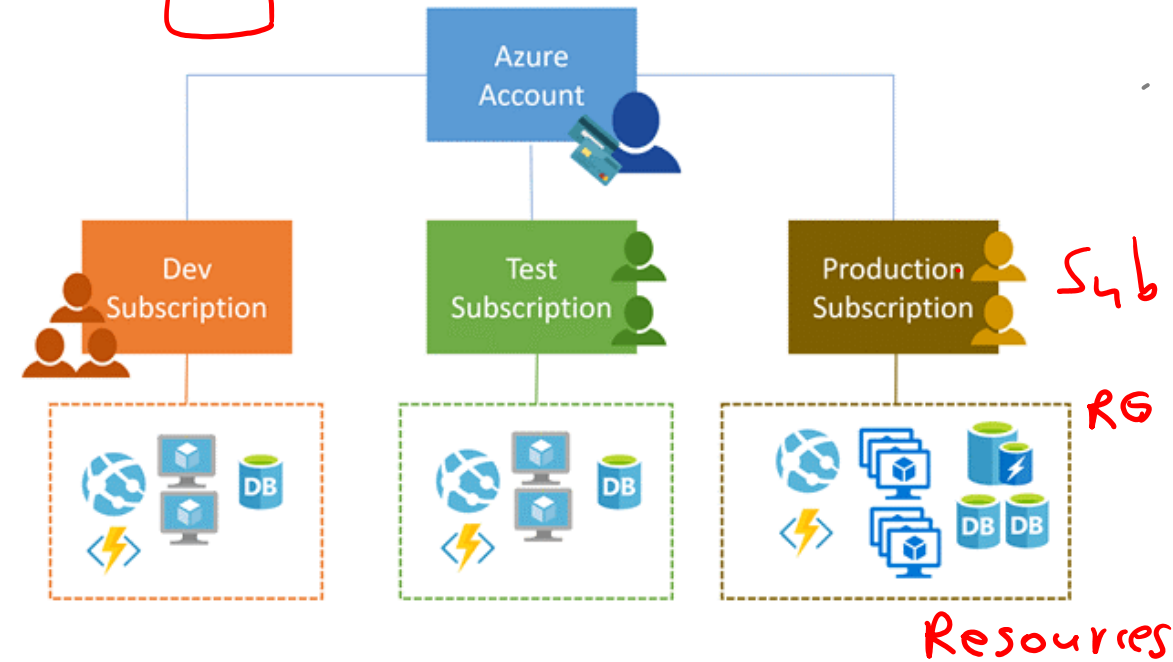 Azure
Account
Dev
Subscription
Test
Subscription
Production
Subscription
Sub
RG
DB
DB
DB
DB
Resources